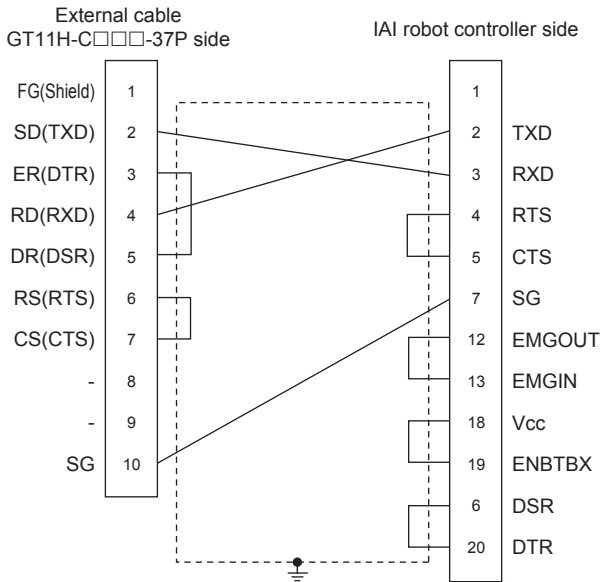 External cable
GT11H-C□□□-37P side
IAI robot controller side
FG(Shield) 1 1
SD(TXD) 2 2 TXD
ER(DTR) 3 3 RXD
RD(RXD) 4 4 RTS
DR(DSR) 5 5 CTS
RS(RTS) 6 7 SG
CS(CTS) 7 12 EMGOUT
- 8 13 EMGIN
- 9 18 Vcc
SG 10 19 ENBTBX
6 DSR
20 DTR